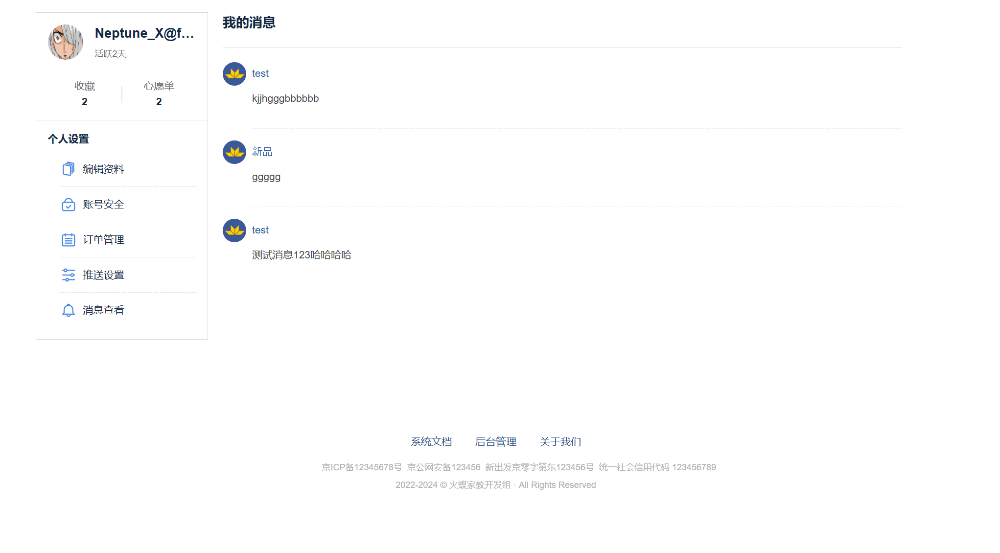 Neptune_X@f...
活跃2天
收藏
2
心愿单
2
个人设置
编辑资料
账号安全
订单管理
推送设置
消息查看
我的消息
test
kjjhgggbbbbbb
新品
ggggg
test
测试消息123哈哈哈哈
系统文档 后台管理 关于我们
京ICP备12345678号 京公网安备123456 新出发京零字第东123456号 统一社会信用代码 123456789
2022-2024 © 火蝶家教开发组 · All Rights Reserved